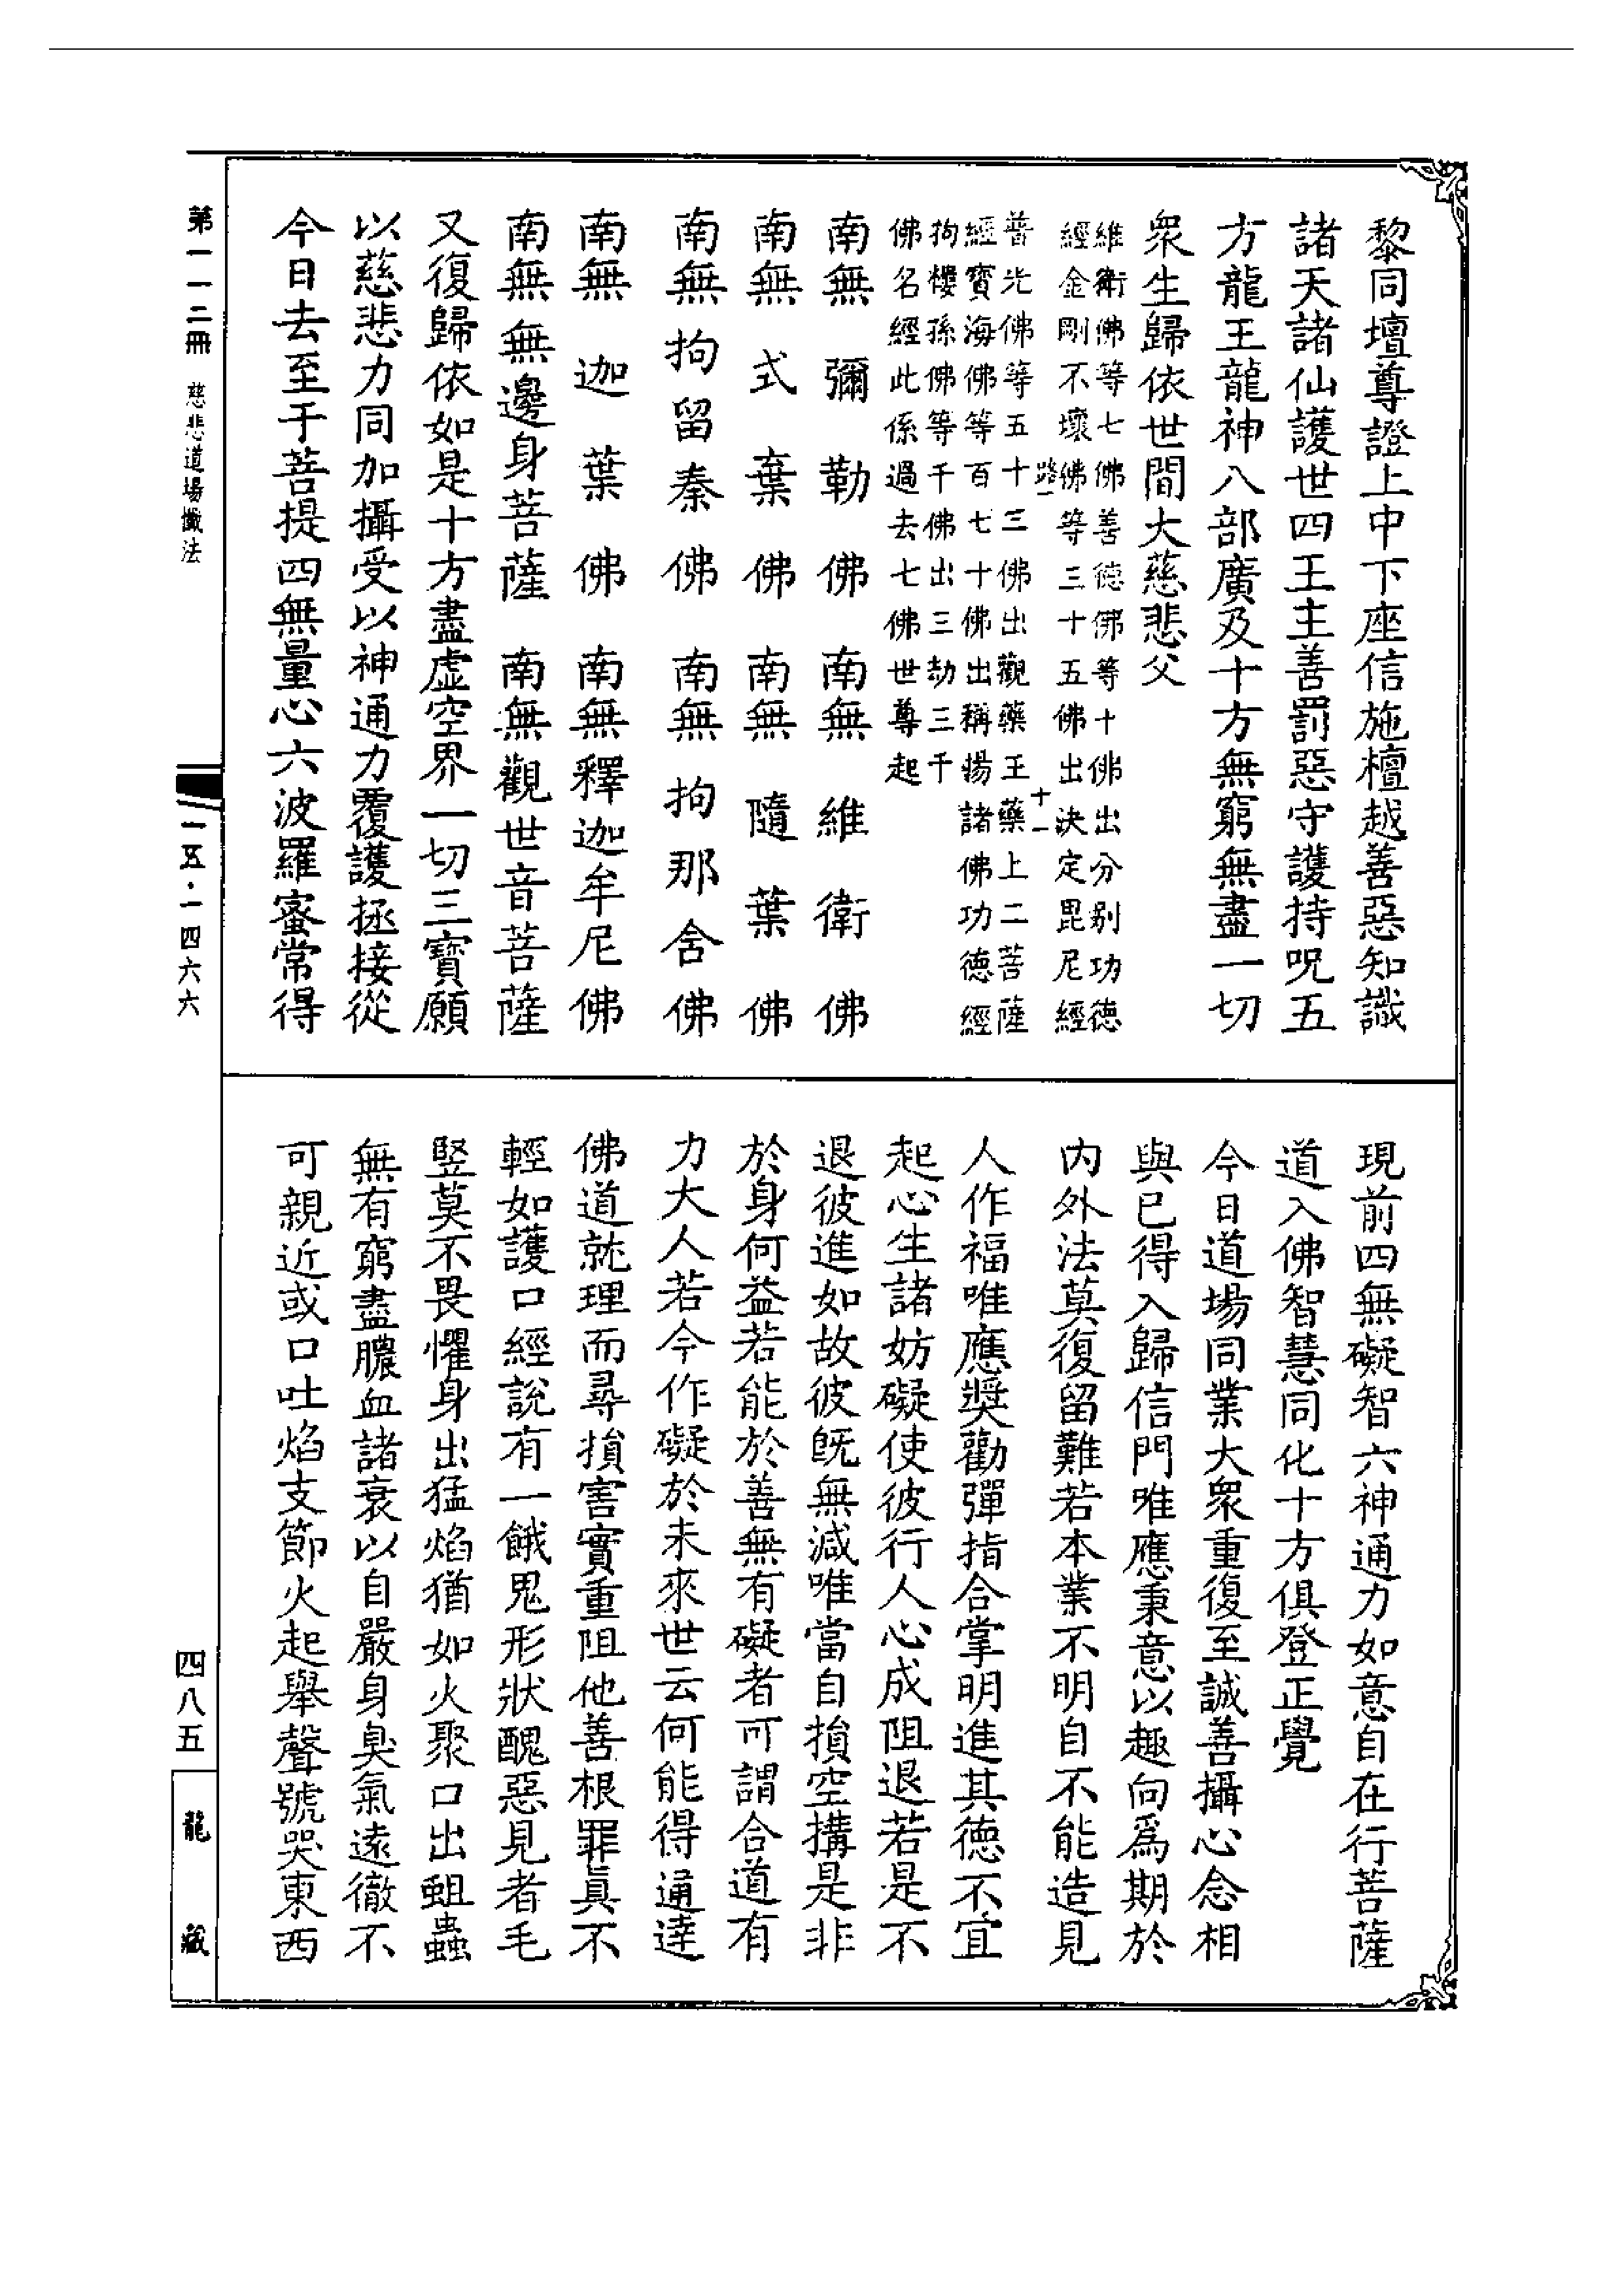 黎同壇尊證上中下座信施檀越善惡知識
諸天諸仙護世四王主善罰惡守護持呪五
方龍王龍神八部廣及十方無窮無盡一切
衆生歸依世間大慈悲父
維衛佛等七佛善德佛等十佛出分別功德
經金剛不壞佛等三十五佛出決定毘尼經
路一
十一
普光佛等五十三佛出觀藥王藥上二菩薩
經寶海佛等百七十佛出稱揚諸佛功德經
拘樓孫佛等千佛出三劫三千
佛名經此係過去七佛世尊起
南無彌勒佛 南無維衛佛
南無式棄佛 南無隨葉佛
南無拘留秦佛 南無拘那舍佛
南無迦葉佛 南無釋迦牟尼佛
南無無邊身菩薩 南無觀世音菩薩
又復歸依如是十方盡虛空界一切三寶願
以慈悲力同加攝受以神通力覆護拯接從
今日去至于菩提四無量心六波羅蜜常得
現前四無礙智六神通力如意自在行菩薩
道入佛智慧同化十方俱登正覺
今日道場同業大衆重復至誠善攝心念相
與已得入歸信門唯應秉意以趣向爲期於
内外法莫復留難若本業不明自不能造見
人作福唯應獎勸彈指合掌明進其德不宜
起心生諸妨礙使彼行人心成阻退若是不
退彼進如故彼旣無減唯當自損空搆是非
於身何益若能於善無有礙者可謂合道有
力大人若今作礙於未來世云何能得通達
佛道就理而尋損害實重阻他善根罪眞不
輕如護口經說有一餓鬼形狀醜惡見者毛
竪莫不畏懼身出猛焰猶如火聚口出蛆蟲
無有窮盡膿血諸衰以自嚴身臭氣遠徹不
可親近或口吐焰支節火起舉聲號哭東西
第一一二冊 慈悲道場懺法
一五·一四六六
四八五
龍藏